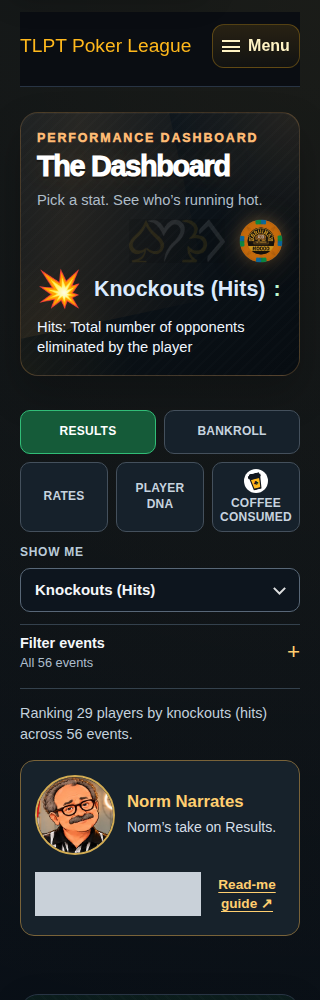 TLPT Poker League
Menu
PERFORMANCE DASHBOARD
The Dashboard
Pick a stat. See who's running hot.
Knockouts (Hits) :
Hits: Total number of opponents
eliminated by the player
RESULTS
BANKROLL
RATES
PLAYER
DNA
COFFEE
CONSUMED
SHOW ME
Knockouts (Hits)
Filter events
All 56 events
+
Ranking 29 players by knockouts (hits)
across 56 events.
Norm Narrates
Norm's take on Results.
Read-me
guide ↗